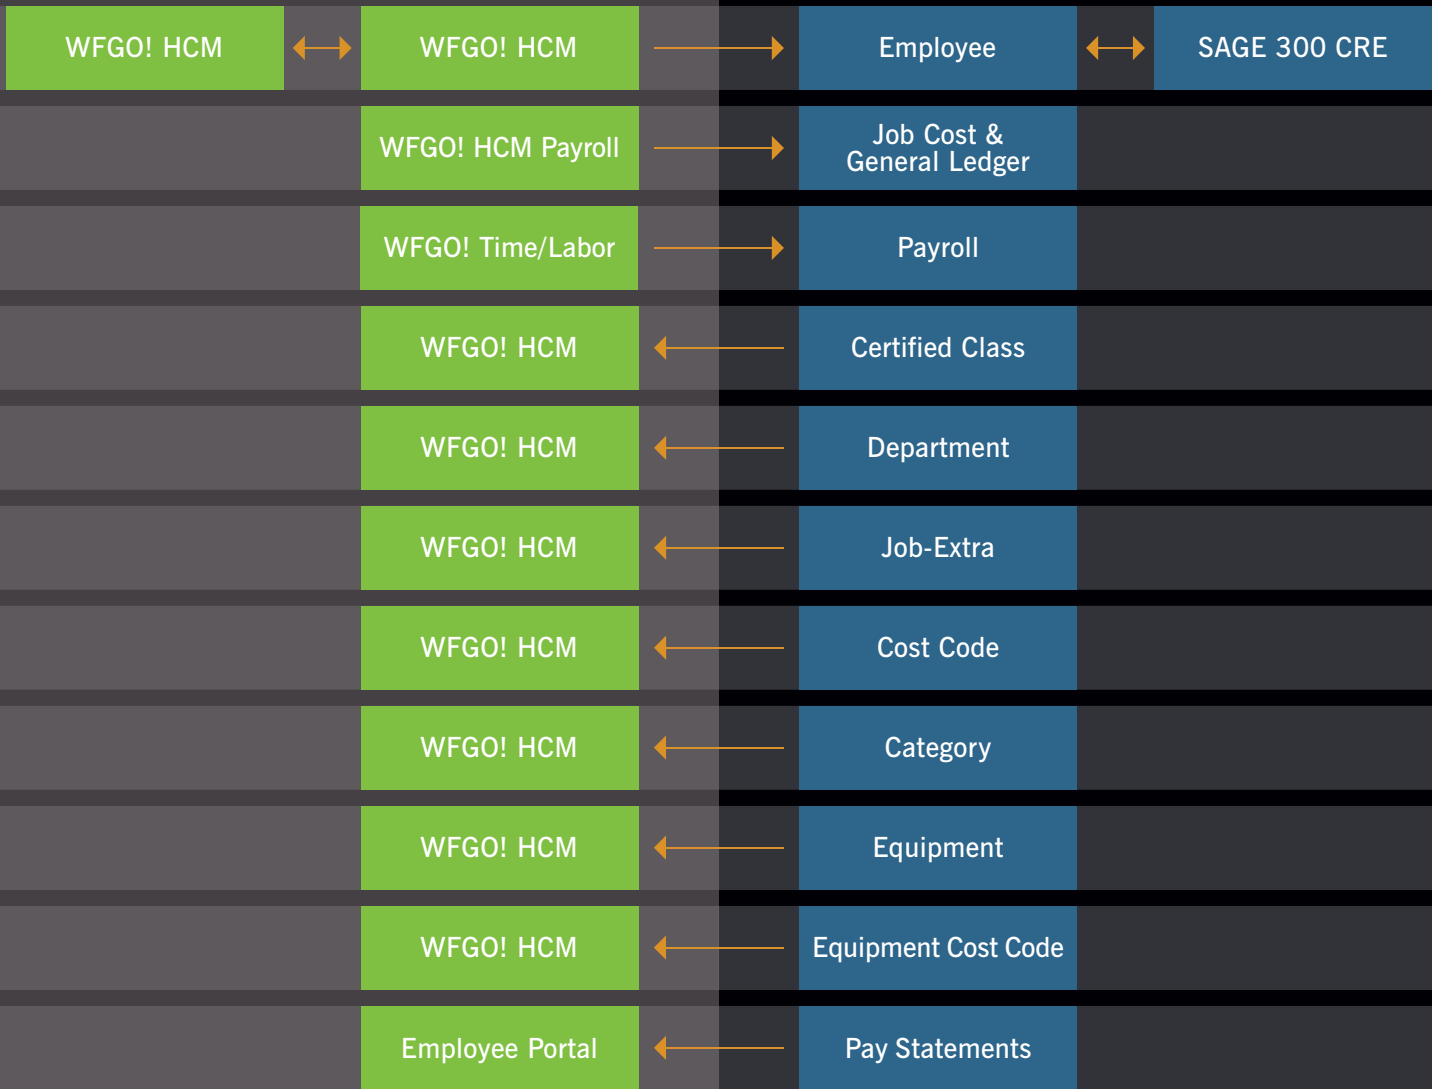 WFGO! HCM
WFGO! HCM
Employee
SAGE 300 CRE
WFGO! HCM Payroll
Job Cost &
General Ledger
WFGO! Time/Labor
Payroll
WFGO! HCM
Certified Class
WFGO! HCM
Department
WFGO! HCM
Job-Extra
WFGO! HCM
Cost Code
WFGO! HCM
Category
WFGO! HCM
Equipment
WFGO! HCM
Equipment Cost Code
Employee Portal
Pay Statements